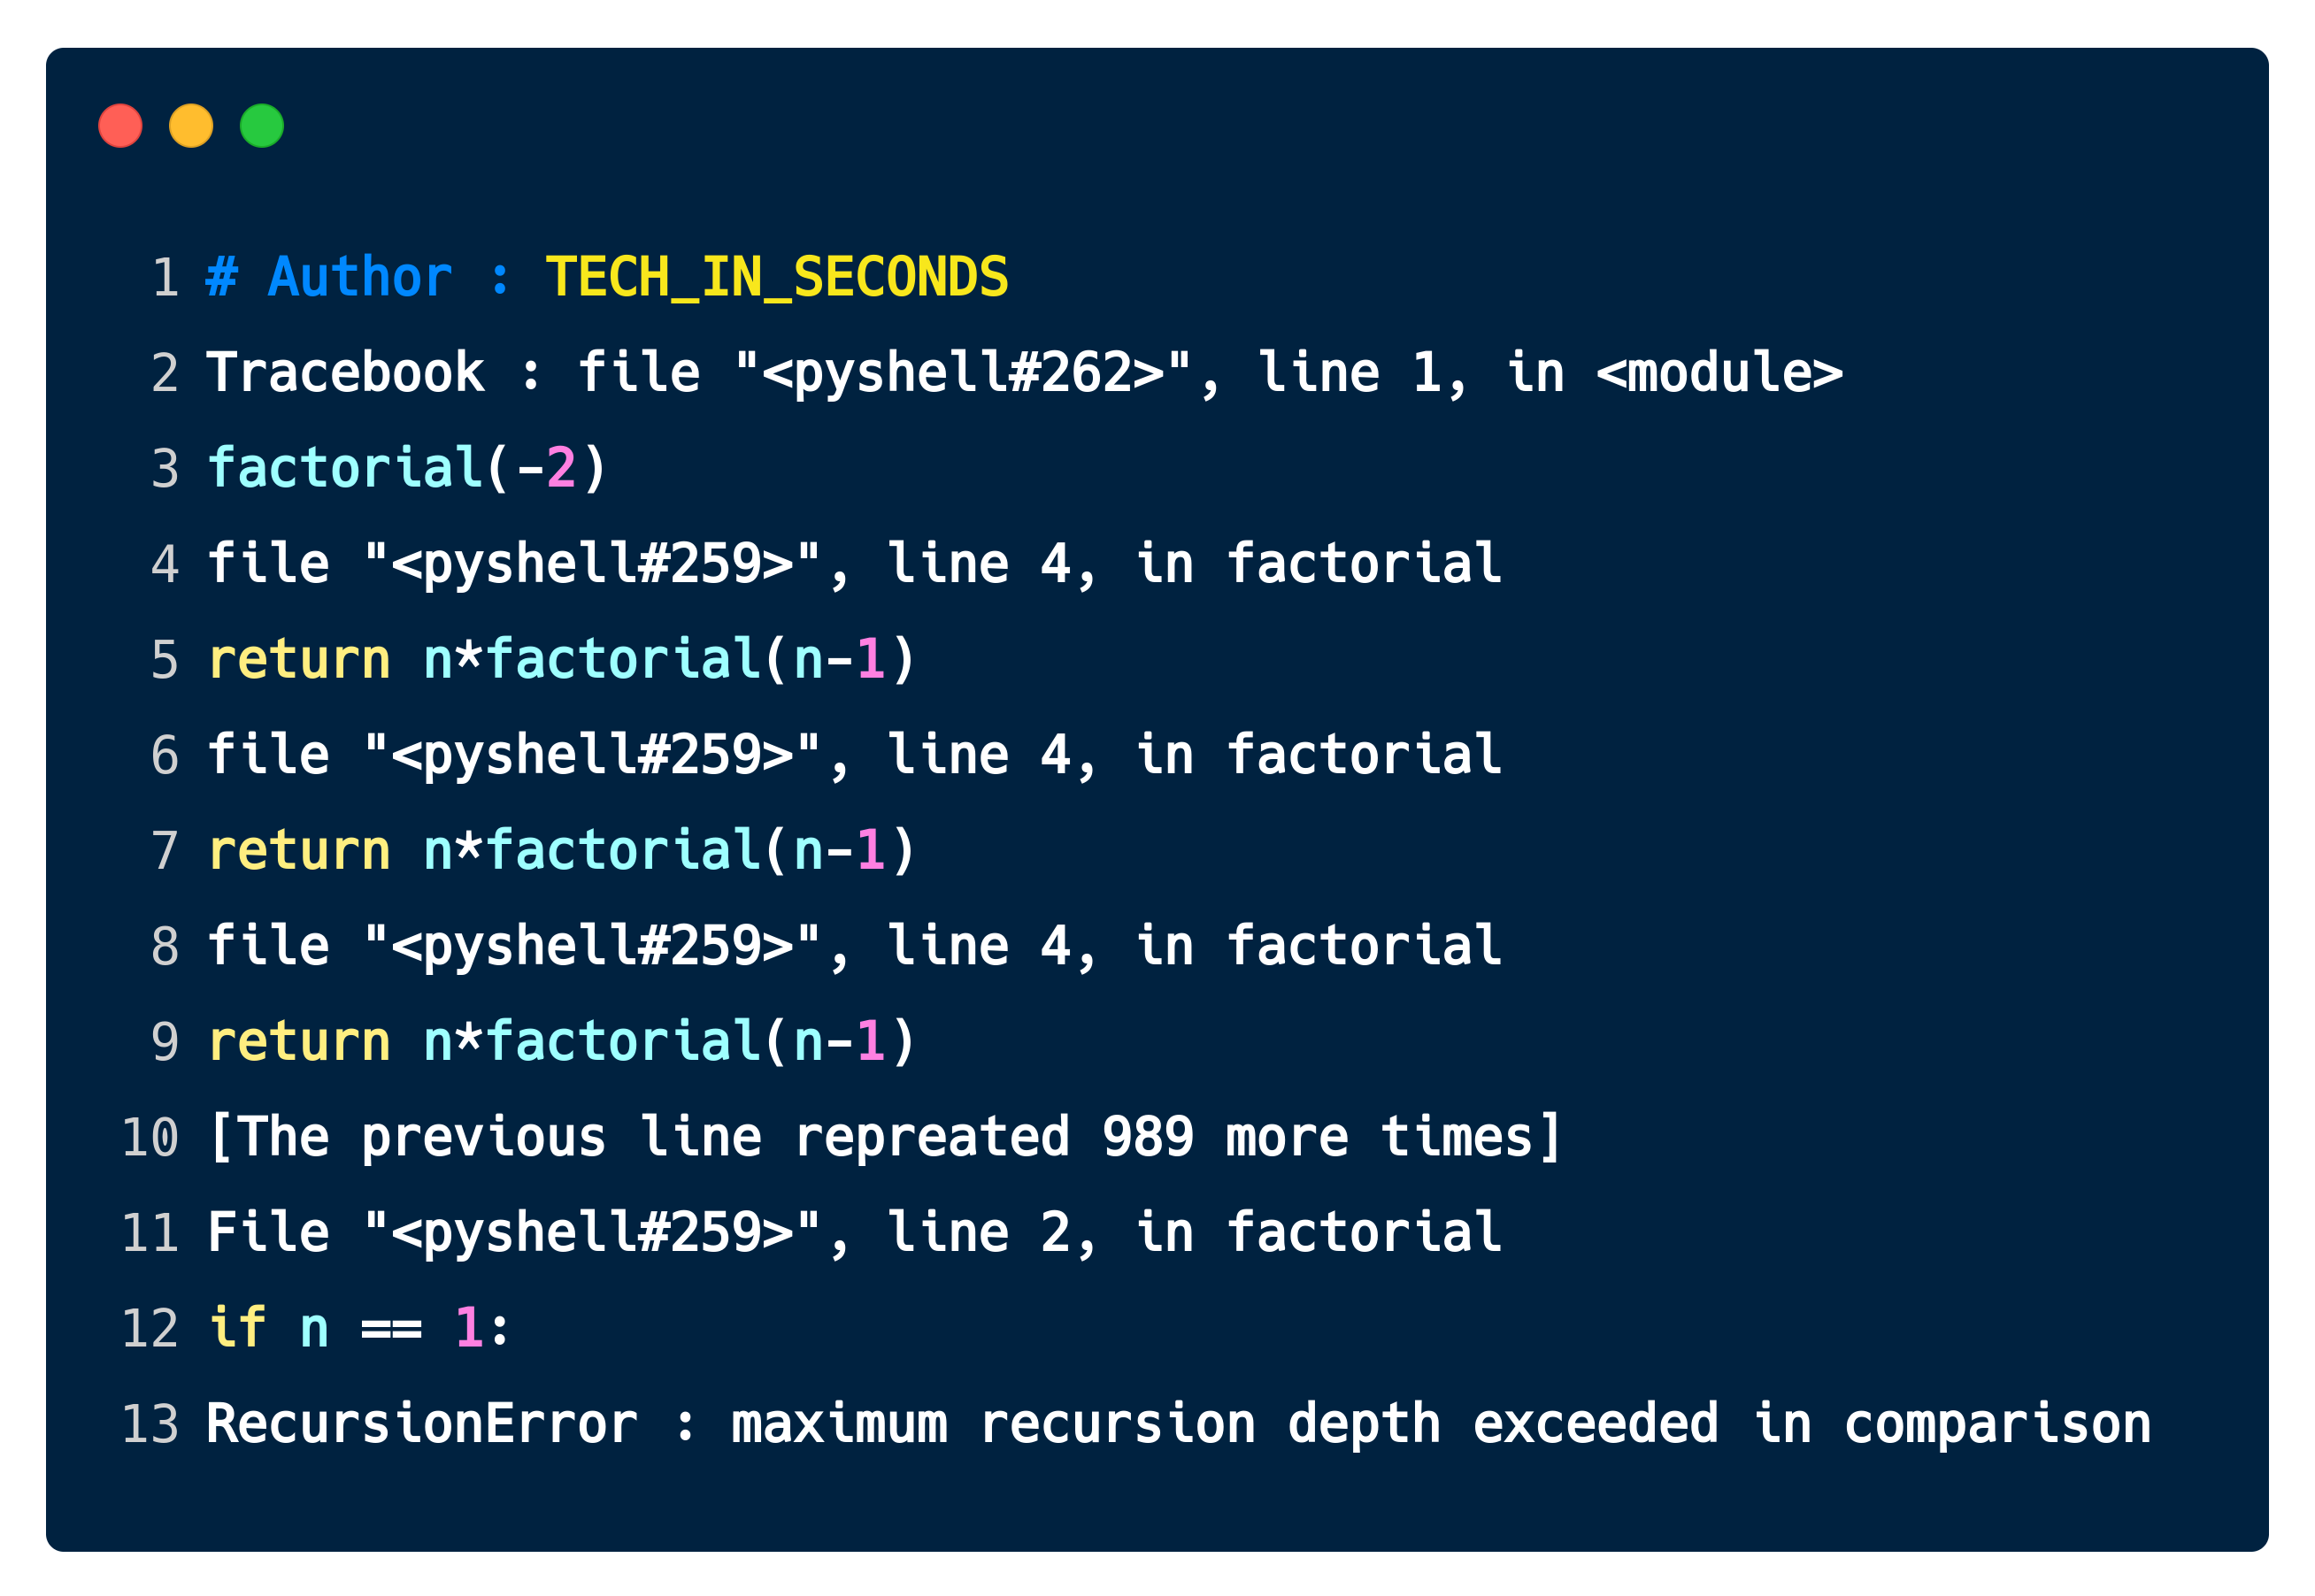 1 # Author : TECH_IN_SECONDS
2 Tracebook : file "<pyshell#262>", line 1, in <module>
3 factorial(-2)
4 file "<pyshell#259>", line 4, in factorial
5 return n*factorial(n-1)
6 file "<pyshell#259>", line 4, in factorial
7 return n*factorial(n-1)
8 file "<pyshell#259>", line 4, in factorial
9 return n*factorial(n-1)
10 [The previous line repreated 989 more times]
11 File "<pyshell#259>", line 2, in factorial
12 if n == 1:
13 RecursionError : maximum recursion depth exceeded in comparison